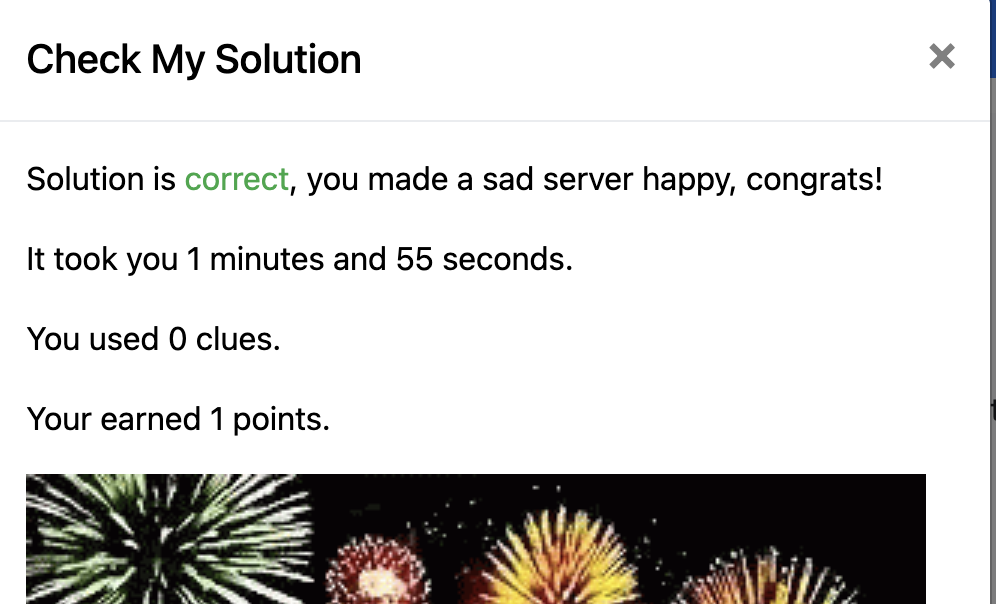 Check My Solution
Solution is correct, you made a sad server happy, congrats!
It took you 1 minutes and 55 seconds.
You used 0 clues.
Your earned 1 points.